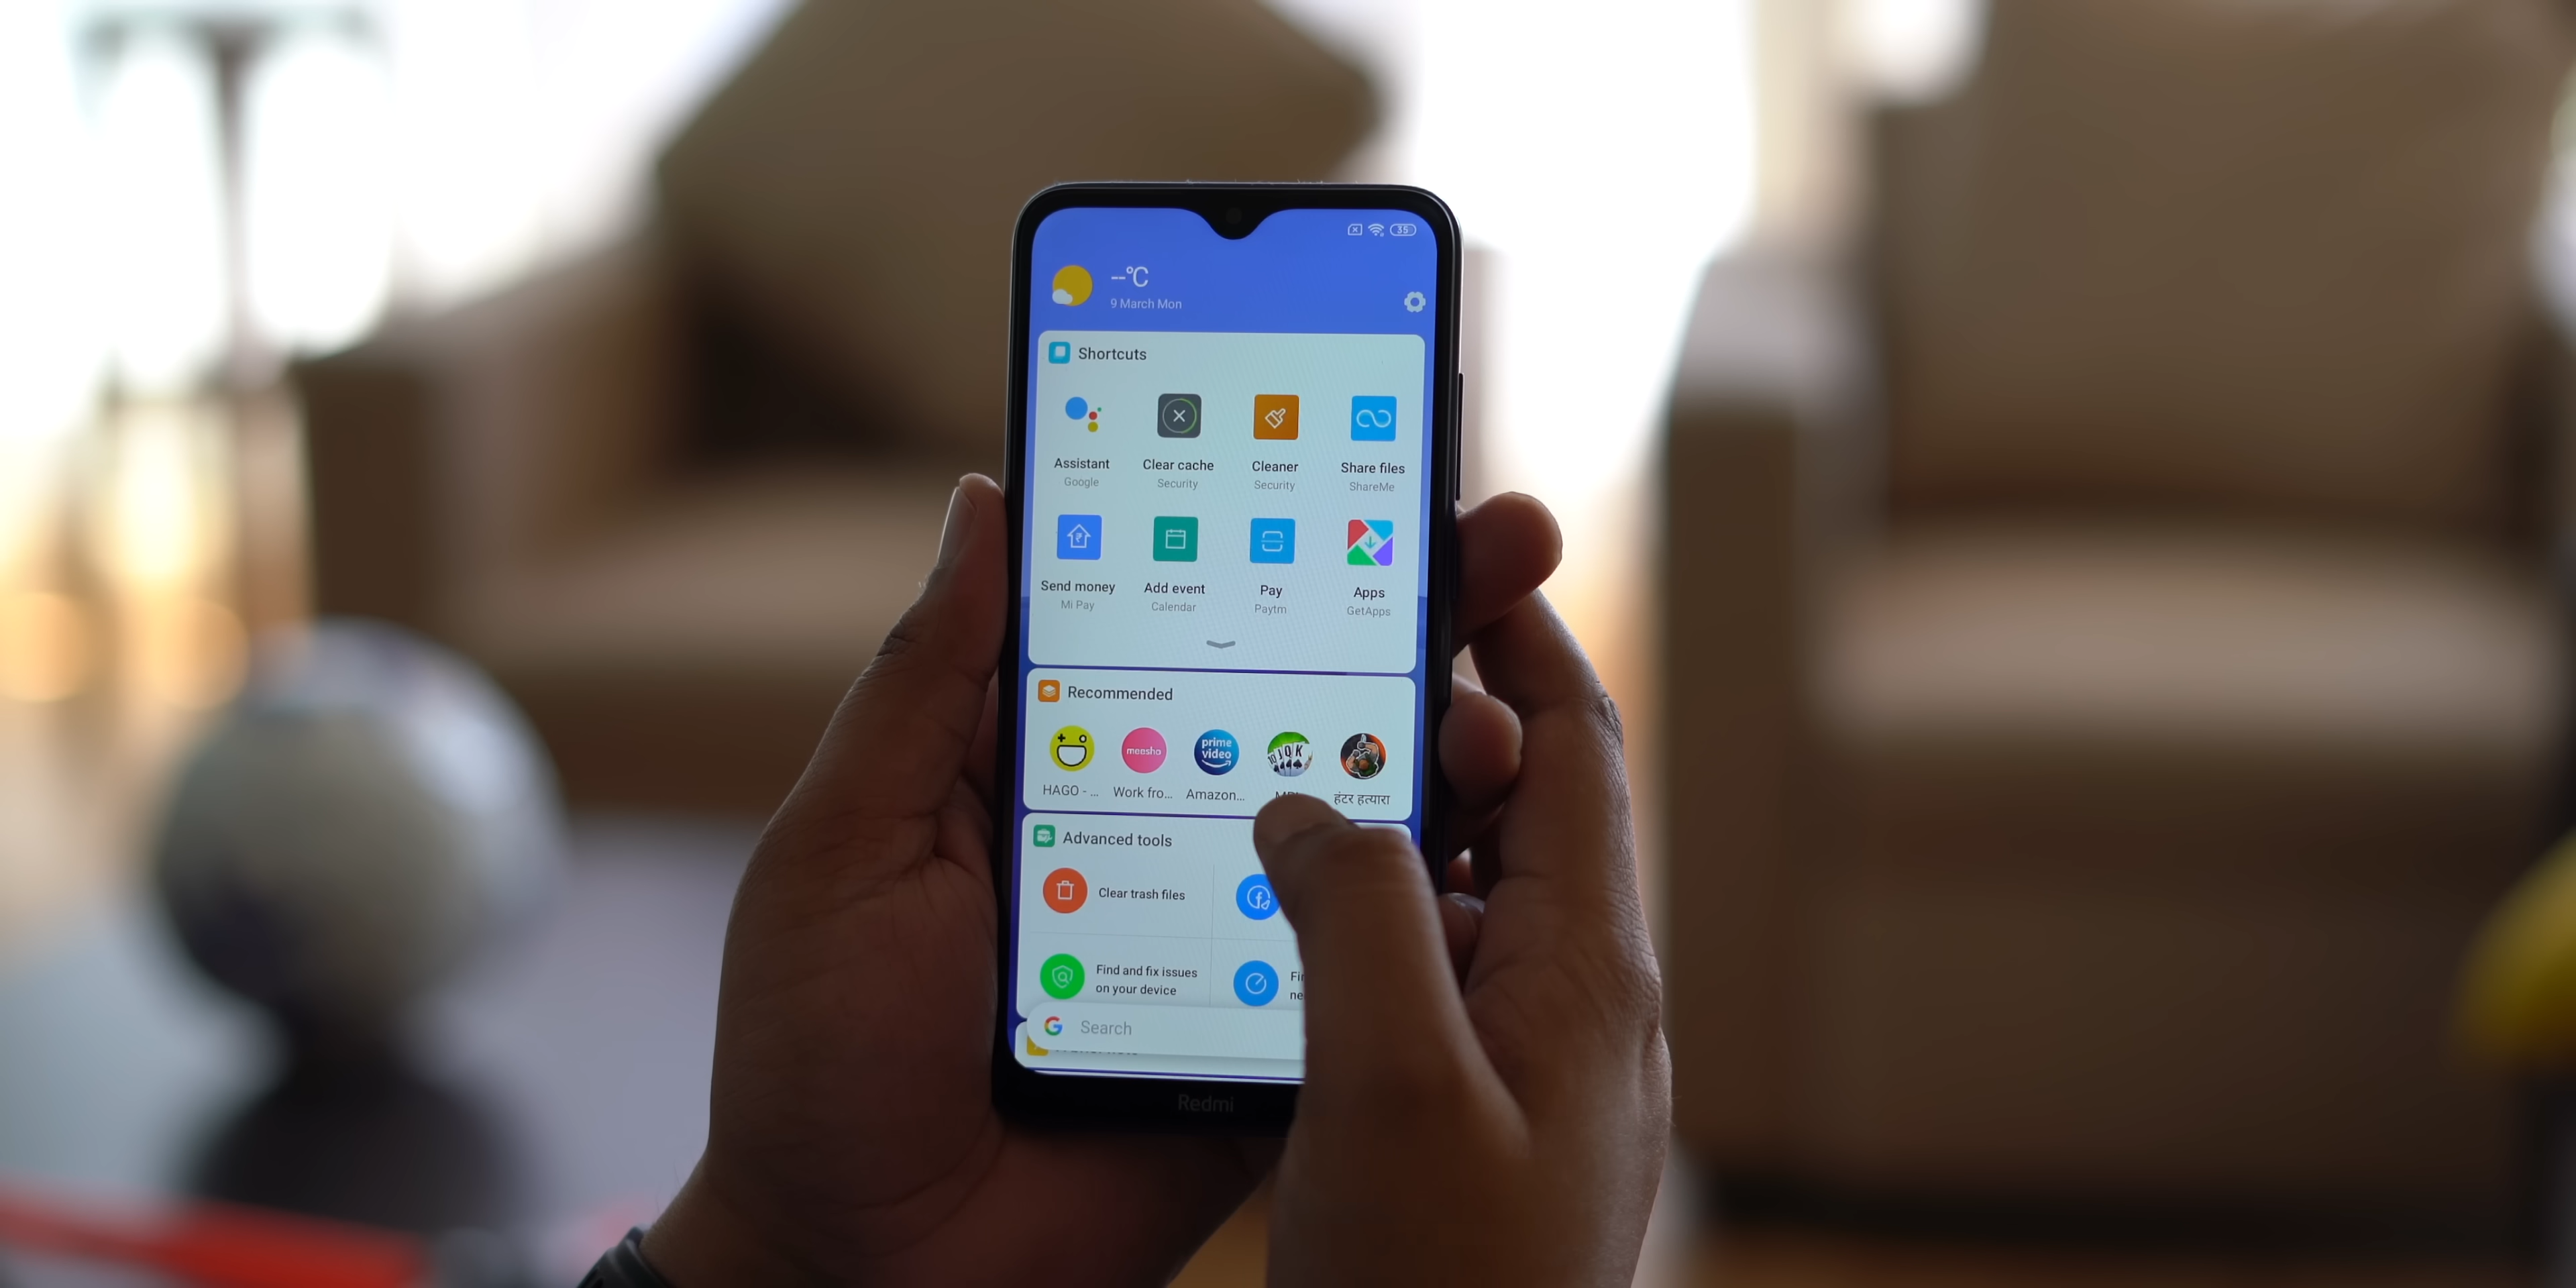 35
--°C
9 March Mon
Shortcuts
Assistant
Google
Clear cache
Security
Cleaner
Security
Share files
ShareMe
Send money
Mi Pay
Add event
Calendar
Pay
Paytm
Apps
GetApps
Recommended
meesho
prime
video
J Q K
HAGO - ...
Work fro...
Amazon...
हंटर हत्यारा
Advanced tools
Clear trash files
Find and fix issues
on your device
G Search
Redmi